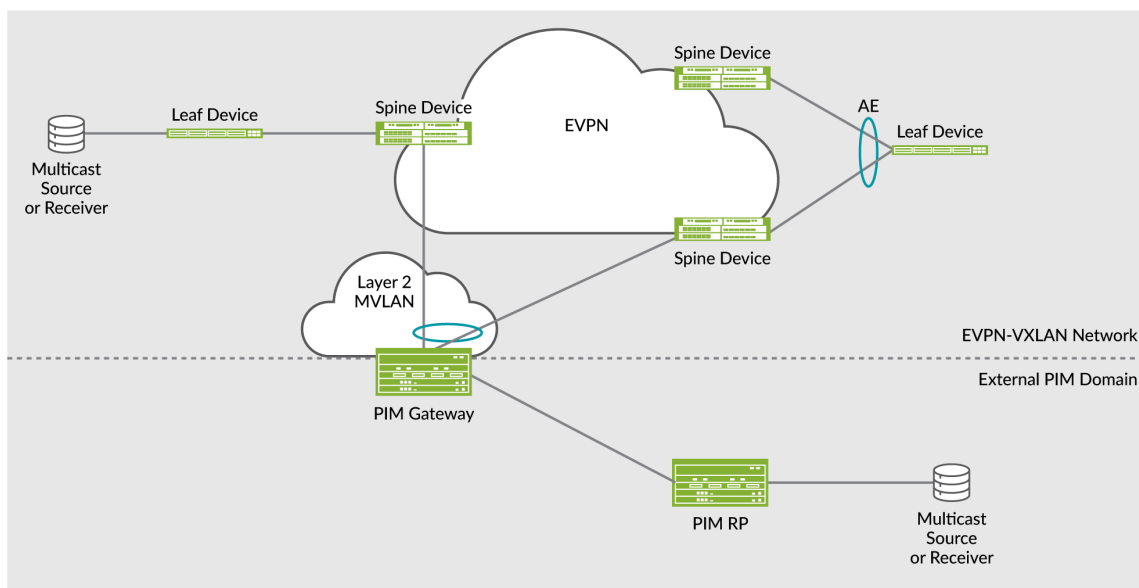 Spine Device
Leaf Device
Spine Device
EVPN
AE
Leaf Device
Multicast
Source
or Receiver
Spine Device
Layer 2
MVLAN
EVPN-VXLAN Network
External PIM Domain
PIM Gateway
PIM RP
Multicast
Source
or Receiver